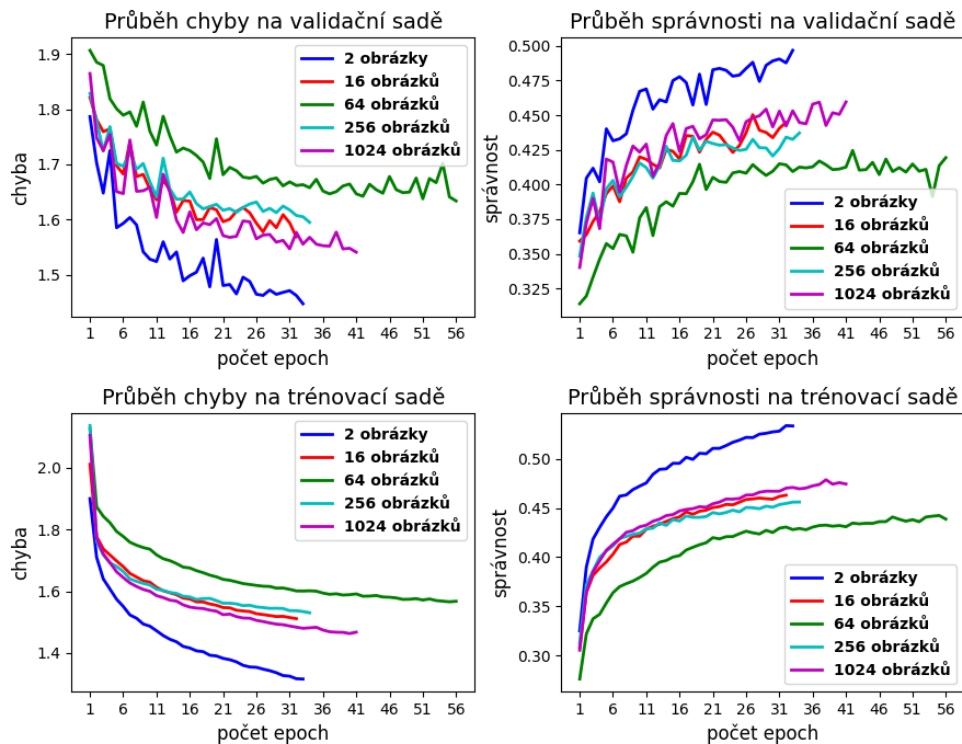 Průběh chyby na validační sadě
chyba
1.9
1.8
1.7
1.6
1.5
2 obrázky
16 obrázků
64 obrázků
256 obrázků
1024 obrázků
1 6 11 16 21 26 31 36 41 46 51 56
počet epoch
Průběh správnosti na validační sadě
správnost
0.500
0.475
0.450
0.425
0.400
0.375
0.350
0.325
2 obrázky
16 obrázků
64 obrázků
256 obrázků
1024 obrázků
1 6 11 16 21 26 31 36 41 46 51 56
počet epoch
Průběh chyby na trénovací sadě
chyba
2.0
1.8
1.6
1.4
2 obrázky
16 obrázků
64 obrázků
256 obrázků
1024 obrázků
1 6 11 16 21 26 31 36 41 46 51 56
počet epoch
Průběh správnosti na trénovací sadě
správnost
0.50
0.45
0.40
0.35
0.30
2 obrázky
16 obrázků
64 obrázků
256 obrázků
1024 obrázků
1 6 11 16 21 26 31 36 41 46 51 56
počet epoch